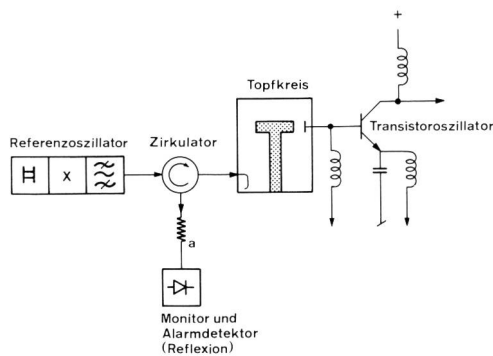 +
Topfkreis
Transistoroszillator
Referenzoszillator
Zirkulator
x
a
Monitor und
Alarmdetektor
(Reflexion)